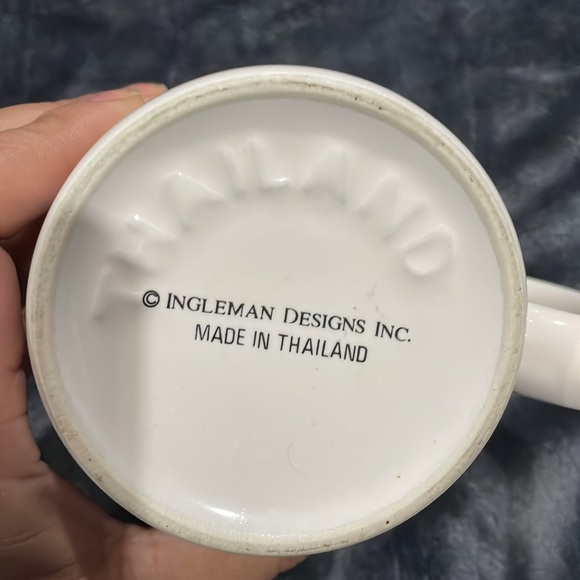 THAILAND
© INGLEMAN DESIGNS INC.
MADE IN THAILAND